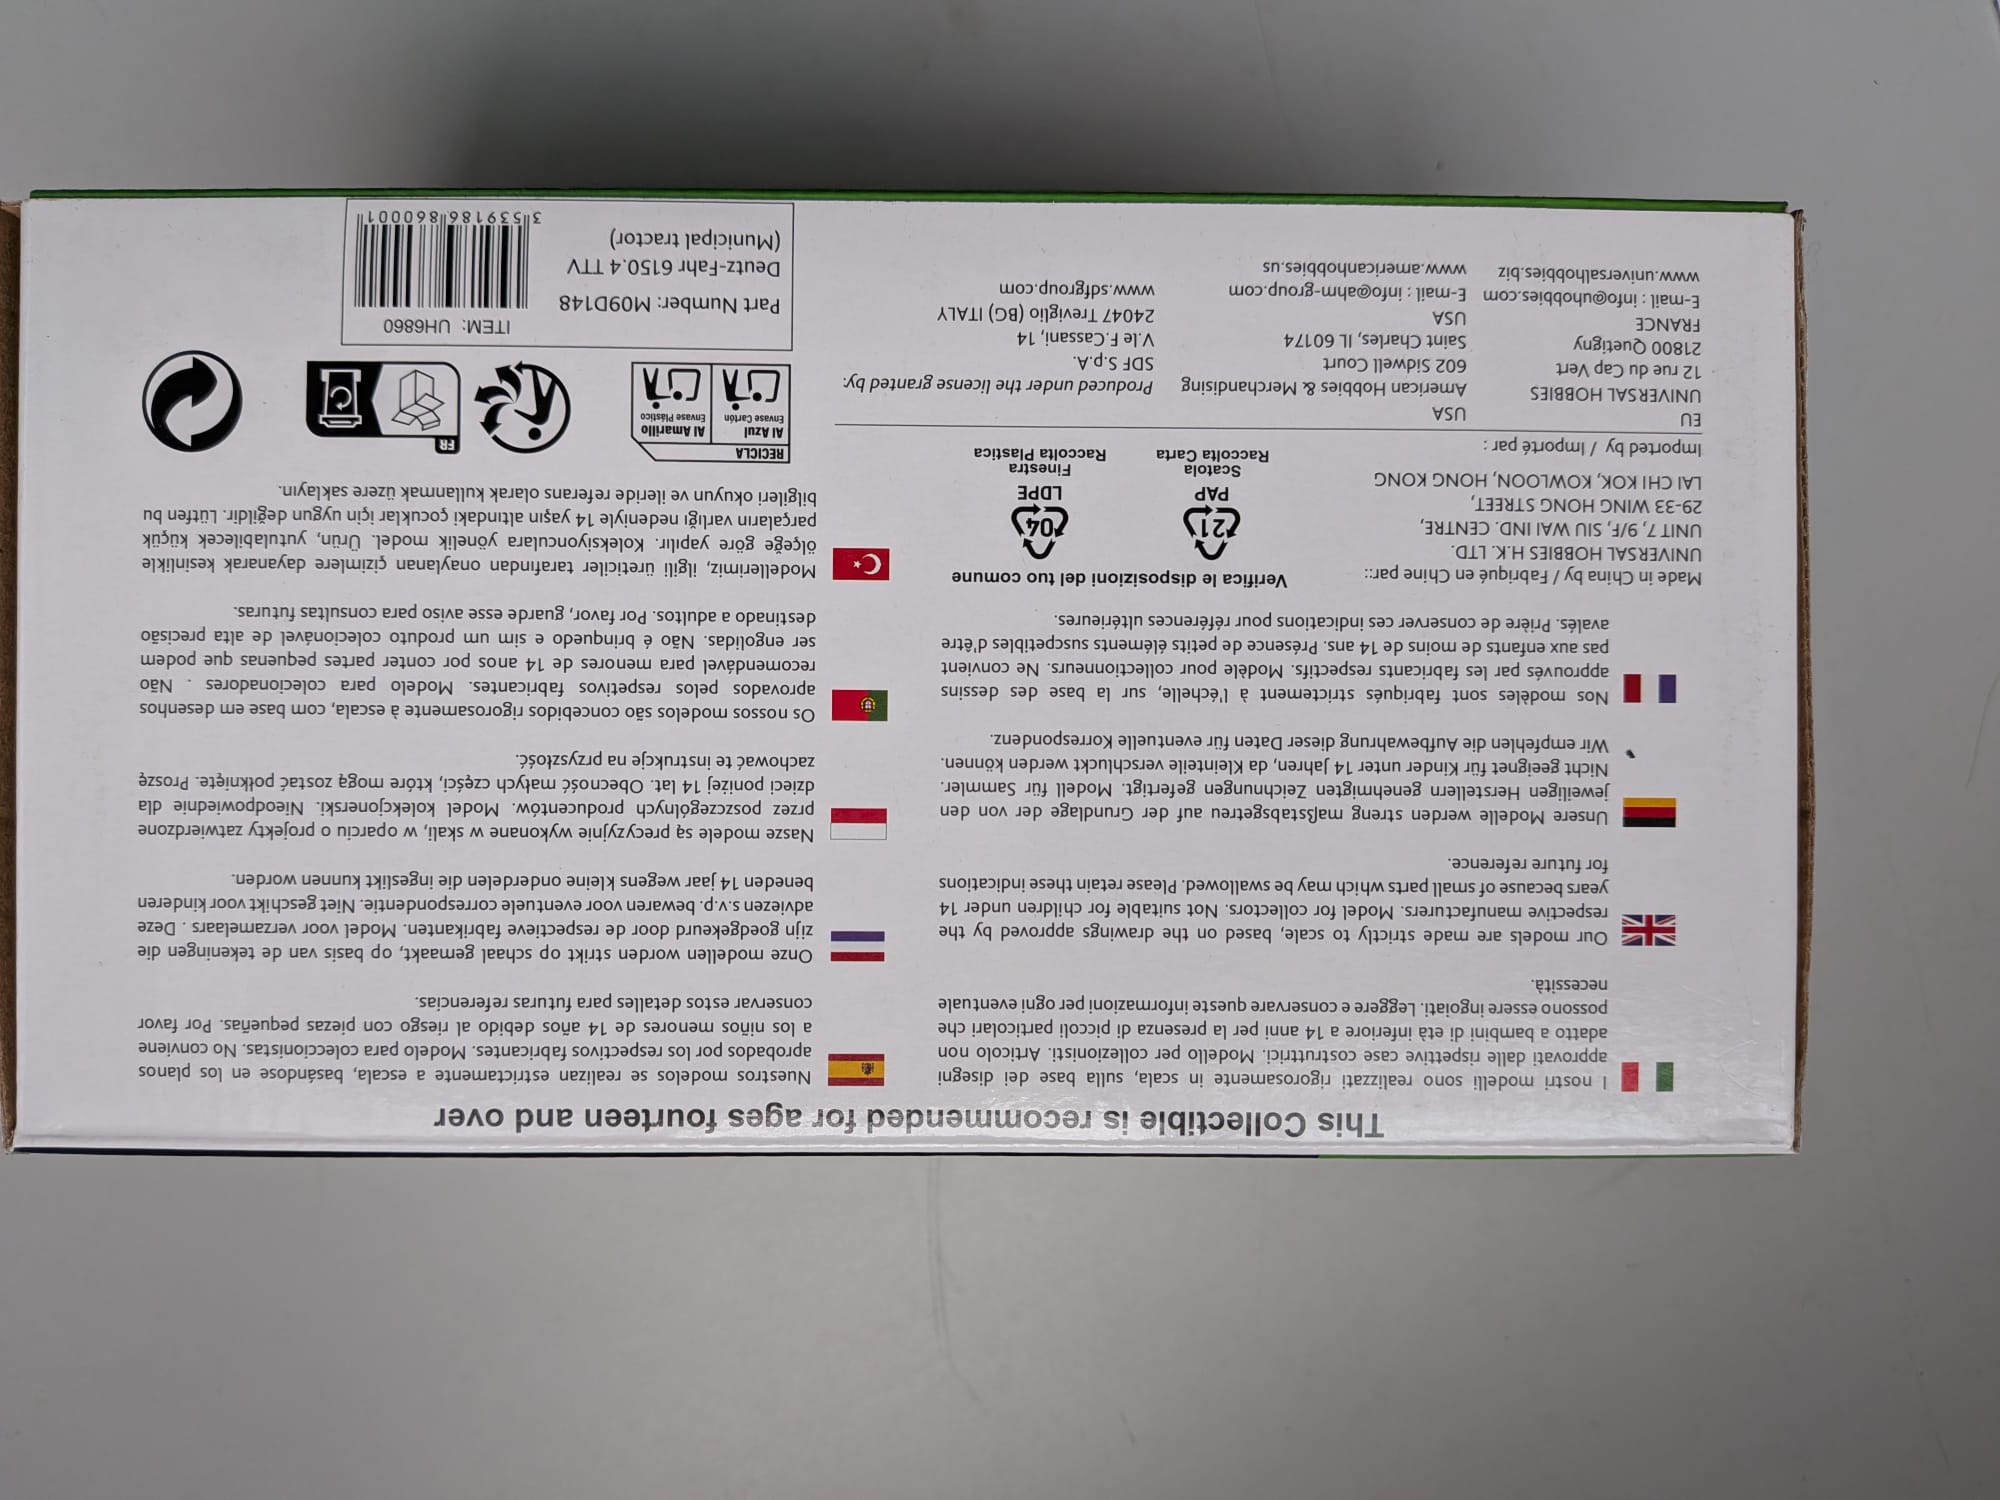 This Collectible is recommended for ages fourteen and over
I nostri modelli sono realizzati rigorosamente in scala, sulla base dei disegni
approvati dalle rispettive case costruttrici. Modello per collezionisti. Articolo non
adatto a bambini di età inferiore a 14 anni per la presenza di piccoli particolari che
possono essere ingoiati. Leggere e conservare queste informazioni per ogni eventuale
necessità.
Our models are made strictly to scale, based on the drawings approved by the
respective manufacturers. Model for collectors. Not suitable for children under 14
years because of small parts which may be swallowed. Please retain these indications
for future reference.
Unsere Modelle werden streng maßstabsgetreu auf der Grundlage der von den
jeweiligen Herstellern genehmigten Zeichnungen gefertigt. Modell für Sammler.
Nicht geeignet für Kinder unter 14 Jahren, da Kleinteile verschluckt werden können.
Wir empfehlen die Aufbewahrung dieser Daten für eventuelle Korrespondenz.
Nos modèles sont fabriqués strictement à l'échelle, sur la base des dessins
approuvés par les fabricants respectifs. Modèle pour collectionneurs. Ne convient
pas aux enfants de moins de 14 ans. Présence de petits éléments suscpetibles d'être
avalés. Prière de conserver ces indications pour références ultérieures.
Nuestros modelos se realizan estrictamente a escala, basándose en los planos
aprobados por los respectivos fabricantes. Modelo para coleccionistas. No conviene
a los niños menores de 14 años debido al riesgo con piezas pequeñas. Por favor
conservar estos detalles para futuras referencias.
Onze modellen worden strikt op schaal gemaakt, op basis van de tekeningen die
zijn goedgekeurd door de respectieve fabrikanten. Model voor verzamelaars . Deze
adviezen s.v.p. bewaren voor eventuele correspondentie. Niet geschikt voor kinderen
beneden 14 jaar wegens kleine onderdelen die ingeslikt kunnen worden.
Nasze modele są precyzyjnie wykonane w skali, w oparciu o projekty zatwierdzone
przez poszczególnych producentów. Model kolekcjonerski. Nieodpowiednie dla
dzieci poniżej 14 lat. Obecność małych części, które mogą zostać połknięte. Proszę
zachować te instrukcje na przyszłość.
Os nossos modelos são concebidos rigorosamente à escala, com base em desenhos
aprovados pelos respetivos fabricantes. Modelo para colecionadores . Não
recomendável para menores de 14 anos por conter partes pequenas que podem
ser engolidas. Não é brinquedo e sim um produto colecionável de alta precisão
destinado a adultos. Por favor, guarde esse aviso para consultas futuras.
Modellerimiz, ilgili üreticiler tarafından onaylanan çizimlere dayanarak kesinlikle
ölçeğe göre yapılır. Koleksiyonculara yönelik model. Ürün, yutulabilecek küçük
parçaların varlığı nedeniyle 14 yaşın altındaki çocuklar için uygun değildir. Lütfen bu
bilgileri okuyun ve ileride referans olarak kullanmak üzere saklayın.
Made in China by / Fabriqué en Chine par::
UNIVERSAL HOBBIES H.K. LTD.
UNIT 7, 9/F, SIU WAI IND. CENTRE,
29-33 WING HONG STREET,
LAI CHI KOK, KOWLOON, HONG KONG
Verifica le disposizioni del tuo comune
21
PAP
Scatola
Raccolta Carta
04
LDPE
Finestra
Raccolta Plastica
Imported by / Importé par :
EU
UNIVERSAL HOBBIES
12 rue du Cap Vert
21800 Quetigny
FRANCE
E-mail : info@uhobbies.com
www.universalhobbies.biz
USA
American Hobbies & Merchandising
602 Sidwell Court
Saint Charles, IL 60174
USA
E-mail : info@ahm-group.com
www.americanhobbies.us
Produced under the license granted by:
SDF S.p.A.
V.le F.Cassani, 14
24047 Treviglio (BG) ITALY
www.sdfgroup.com
RECICLA
Al Azul
Envase Cartón
Al Amarillo
Envase Plástico
FR
ITEM: UH6860
Part Number: M09D148
Deutz-Fahr 6150.4 TTV
(Municipal tractor)
3 539186 860001